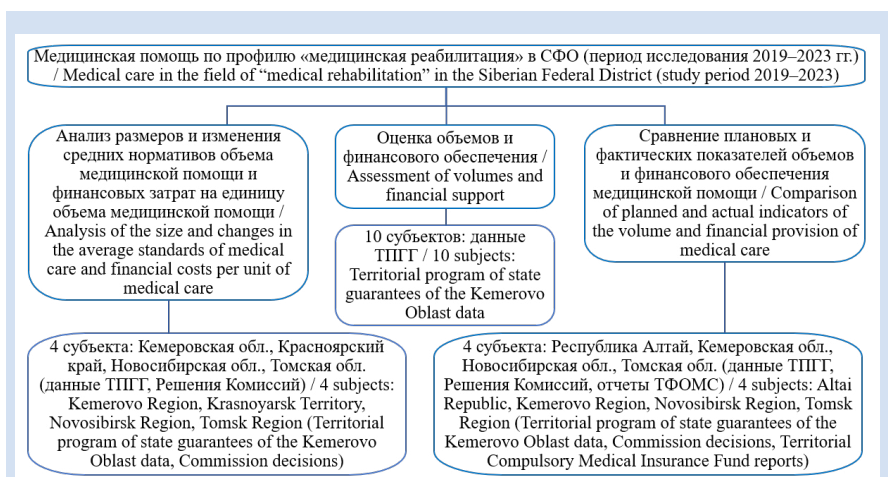 Медицинская помощь по профилю «медицинская реабилитация» в СФО (период исследования 2019–2023 гг.)
/ Medical care in the field of “medical rehabilitation” in the Siberian Federal District (study period 2019–2023)
Анализ размеров и изменения
средних нормативов объема
медицинской помощи и
финансовых затрат на единицу
объема медицинской помощи /
Analysis of the size and changes in
the average standards of medical
care and financial costs per unit of
medical care
Оценка объемов и
финансового обеспечения /
Assessment of volumes and
financial support
10 субъектов: данные
ТПГГ / 10 subjects:
Territorial program of state
guarantees of the Kemerovo
Oblast data
Сравнение плановых и
фактических показателей объемов
и финансового обеспечения
медицинской помощи / Comparison
of planned and actual indicators of
the volume and financial provision of
medical care
4 субъекта: Кемеровская обл., Красноярский
край, Новосибирская обл., Томская обл.
(данные ТПГГ, Решения Комиссий) / 4 subjects:
Kemerovo Region, Krasnoyarsk Territory,
Novosibirsk Region, Tomsk Region (Territorial
program of state guarantees of the Kemerovo
Oblast data, Commission decisions)
4 субъекта: Республика Алтай, Кемеровская обл.,
Новосибирская обл., Томская обл. (данные ТПГГ,
Решения Комиссий, отчеты ТФОМС) / 4 subjects: Altai
Republic, Kemerovo Region, Novosibirsk Region, Tomsk
Region (Territorial program of state guarantees of the
Kemerovo Oblast data, Commission decisions, Territorial
Compulsory Medical Insurance Fund reports)